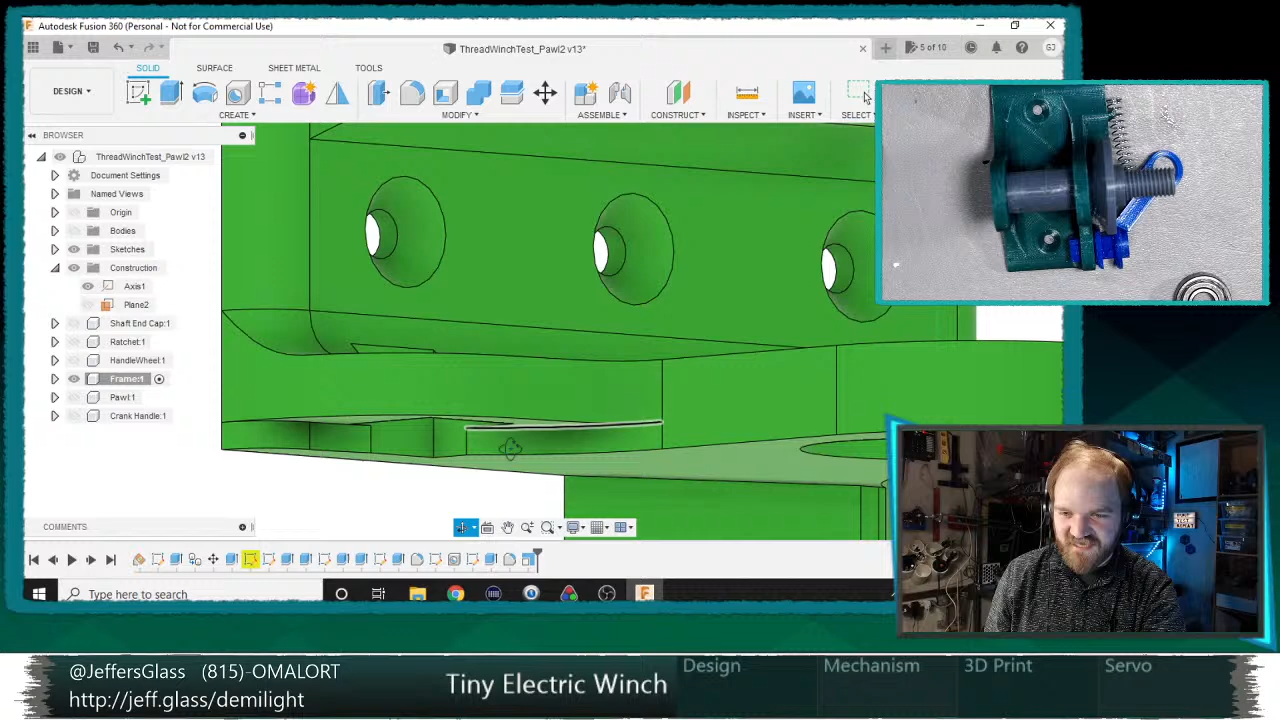 Autodesk Fusion 360 (Personal - Not for Commercial Use)
ThreadWinchTest_Pawl2 v13*
5 of 10
GJ
DESIGN
SOLID
SURFACE
SHEET METAL
TOOLS
CREATE
MODIFY
ASSEMBLE
CONSTRUCT
INSPECT
INSERT
SELECT
BROWSER
ThreadWinchTest_Pawl2 v13
Document Settings
Named Views
Origin
Bodies
Sketches
Construction
Axis1
Plane2
Shaft End Cap:1
Ratchet:1
HandleWheel:1
Frame:1
Pawl:1
Crank Handle:1
COMMENTS
Type here to search
@JeffersGlass (815)-OMALORT
http://jeff.glass/demilight
Tiny Electric Winch
Design
Mechanism
3D Print
Servo